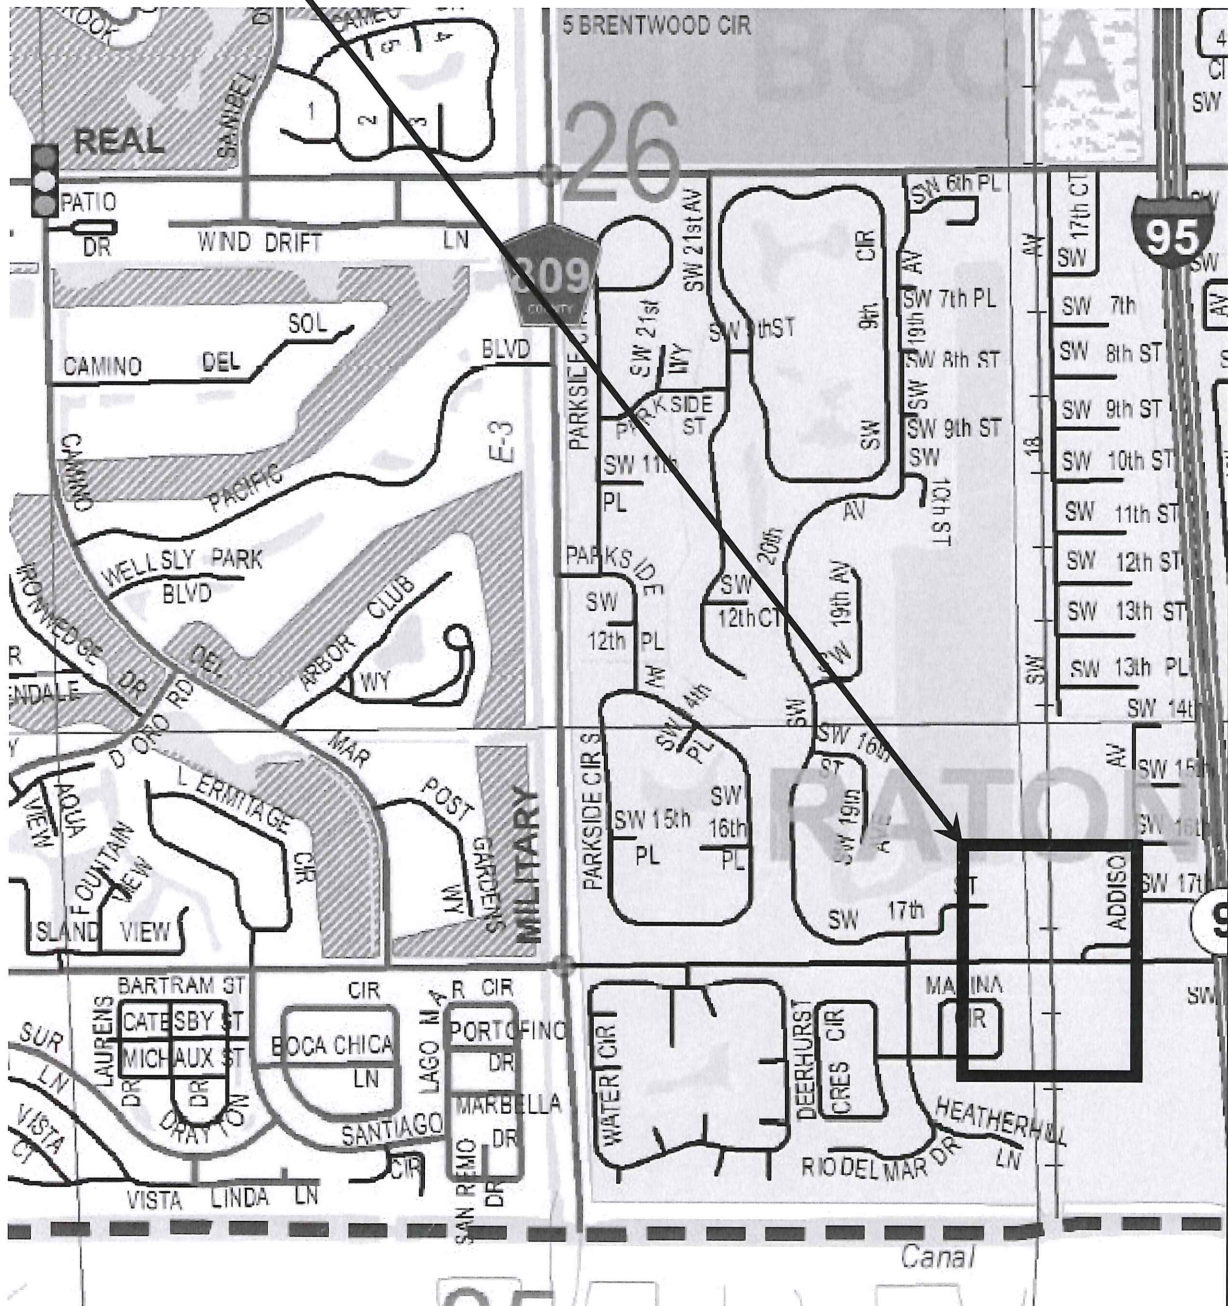 5 BRENTWOOD CIR
BOCA
26
REAL
SANIBEL
1
2
3
4
5
PATIO
DR
WIND DRIFT LN
809
COUNTY
95
SW 6th PL
17th CT
SW
SW 21st AV
CIR
9th
SW
AV
19th
SW
AV
SW 7th PL
SW 7th
SW 21st
WY
SW 9thST
SW 8th ST
SW 8th ST
SOL
CAMINO DEL
BLVD
PARKSIDE
PARKSIDE
ST
SW 9th ST
SW 9th ST
E-3
CAMINO
PACIFIC
SW 11th
PL
SW
10th ST
SW 10th ST
18
AV
SW 11th ST
20th
WELLSLY PARK
BLVD
PARKSIDE
SW 12th ST
SW
12th PL
AV
SW
12thCT
19th AV
SW
SW 13th ST
SW 13th PL
SW
IRONWEDGE
DR
ARBOR CLUB
WY
DEL
D ORO RD
MAR
SW 14th
PL
SW
SW 16th
ST
SW 14th
AV
SW 15th
SW 16th
RATON
AQUA
VIEW
L ERMITAGE
CIR
POST
GARDENS
WY
MILITARY
PARKSIDE CIR S
SW 15th
PL
SW
16th
PL
SW 19th
AVE
FOUNTAIN
VIEW
SLAND VIEW
SW 17th
ST
ADDISO
SW 17th
BARTRAM ST
CATESBY ST
MICHAUX ST
LAURENS
DR
DR
DRAYTON
CIR
BOCA CHICA
LN
LAGO MAR CIR
PORTOFINO
DR
MARBELLA
DR
SAN REMO
DR
SANTIAGO
CIR
WATER CIR
DEERHURST
CRES CIR
MARINA
CIR
SW
SUR
LN
VISTA
CT
VISTA LINDA LN
RIO DEL MAR DR
HEATHERHILL
LN
Canal